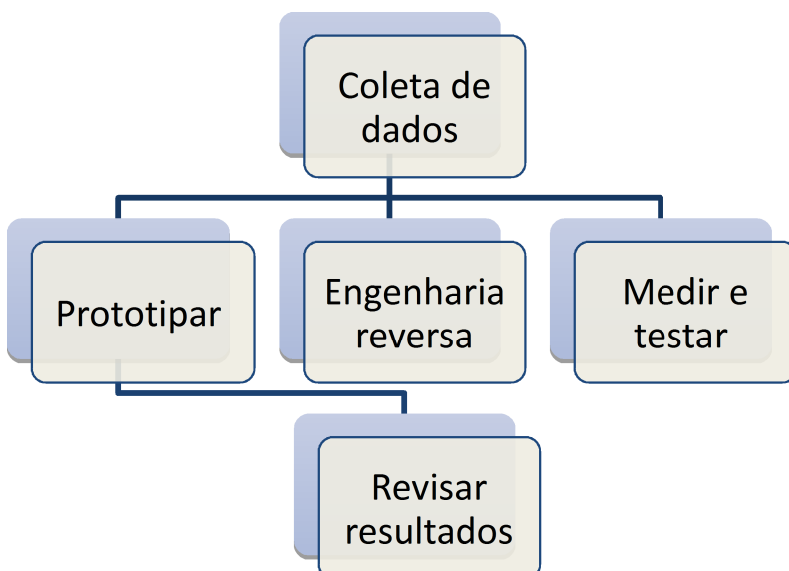 Coleta de
dados
Prototipar
Engenharia
reversa
Medir e
testar
Revisar
resultados